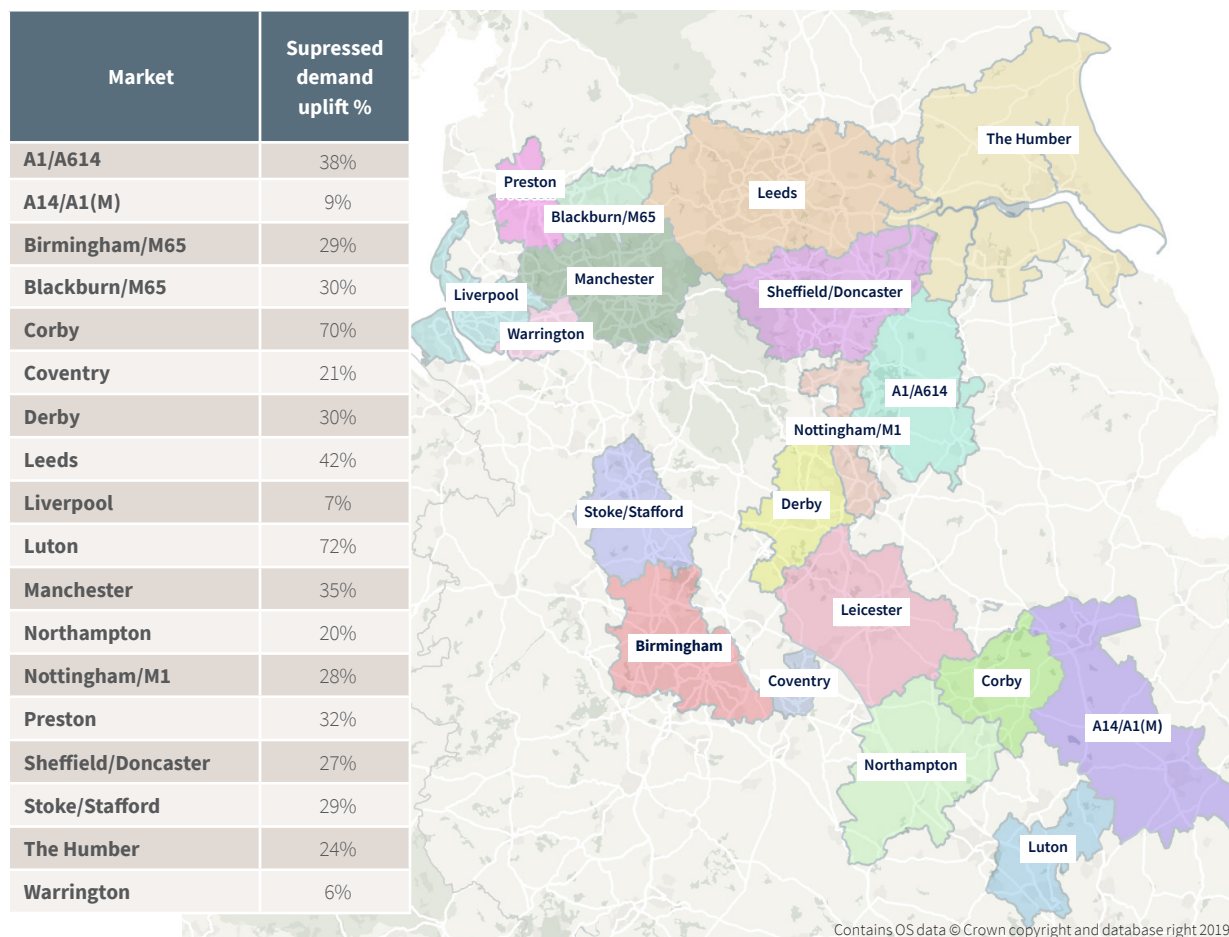 Market
Supressed
demand
uplift %
A1/A614 38%
A14/A1(M) 9%
Birmingham/M65 29%
Blackburn/M65 30%
Corby 70%
Coventry 21%
Derby 30%
Leeds 42%
Liverpool 7%
Luton 72%
Manchester 35%
Northampton 20%
Nottingham/M1 28%
Preston 32%
Sheffield/Doncaster 27%
Stoke/Stafford 29%
The Humber 24%
Warrington 6%
The Humber
Preston
Leeds
Blackburn/M65
Manchester
Liverpool
Sheffield/Doncaster
Warrington
A1/A614
Nottingham/M1
Derby
Stoke/Stafford
Leicester
Birmingham
Coventry
Corby
A14/A1(M)
Northampton
Luton
Contains OS data © Crown copyright and database right 2019